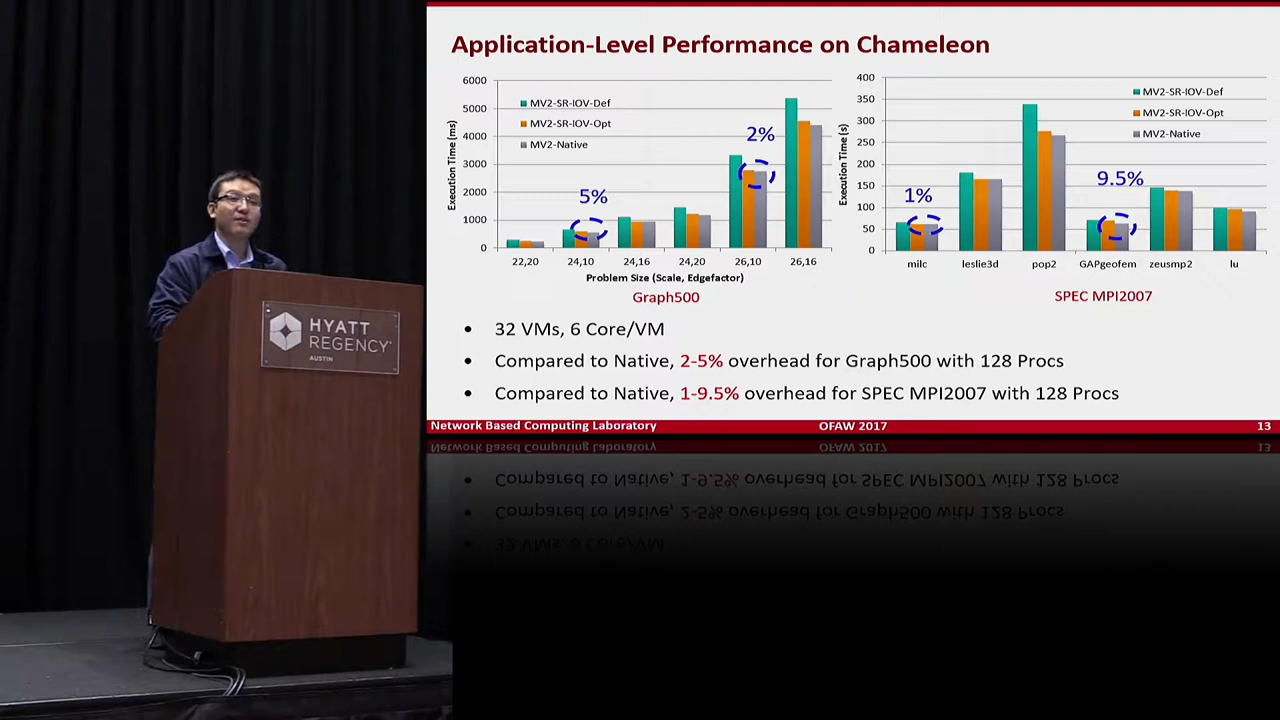 Application-Level Performance on Chameleon
6000
5000
4000
3000
2000
1000
0
Execution Time (ms)
MV2-SR-IOV-Def
MV2-SR-IOV-Opt
MV2-Native
5%
2%
22,20 24,10 24,16 24,20 26,10 26,16
Problem Size (Scale, Edgefactor)
Graph500
400
350
300
250
200
150
100
50
0
Execution Time (s)
MV2-SR-IOV-Def
MV2-SR-IOV-Opt
MV2-Native
1%
9.5%
milc leslie3d pop2 GAPgeofem zeusmp2 lu
SPEC MPI2007
• 32 VMs, 6 Core/VM
• Compared to Native, 2-5% overhead for Graph500 with 128 Procs
• Compared to Native, 1-9.5% overhead for SPEC MPI2007 with 128 Procs
Network Based Computing Laboratory OFAW 2017 13
HYATT
REGENCY
AUSTIN